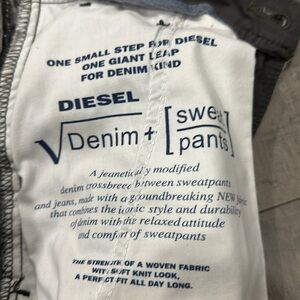 ONE SMALL STEP FOR DIESEL
ONE GIANT LEAP
FOR DENIM KIND
DIESEL
√Denim + [sweat
pants]
A jeanetically modified
denim crossbreed between sweatpants
and jeans, made with a groundbreaking NEW fabric
that combines the iconic style and durability
of denim with the relaxed attitude
and comfort of sweatpants
THE STRENGTH OF A WOVEN FABRIC
WITH SOFT KNIT LOOK,
A PERFECT FIT ALL DAY LONG.